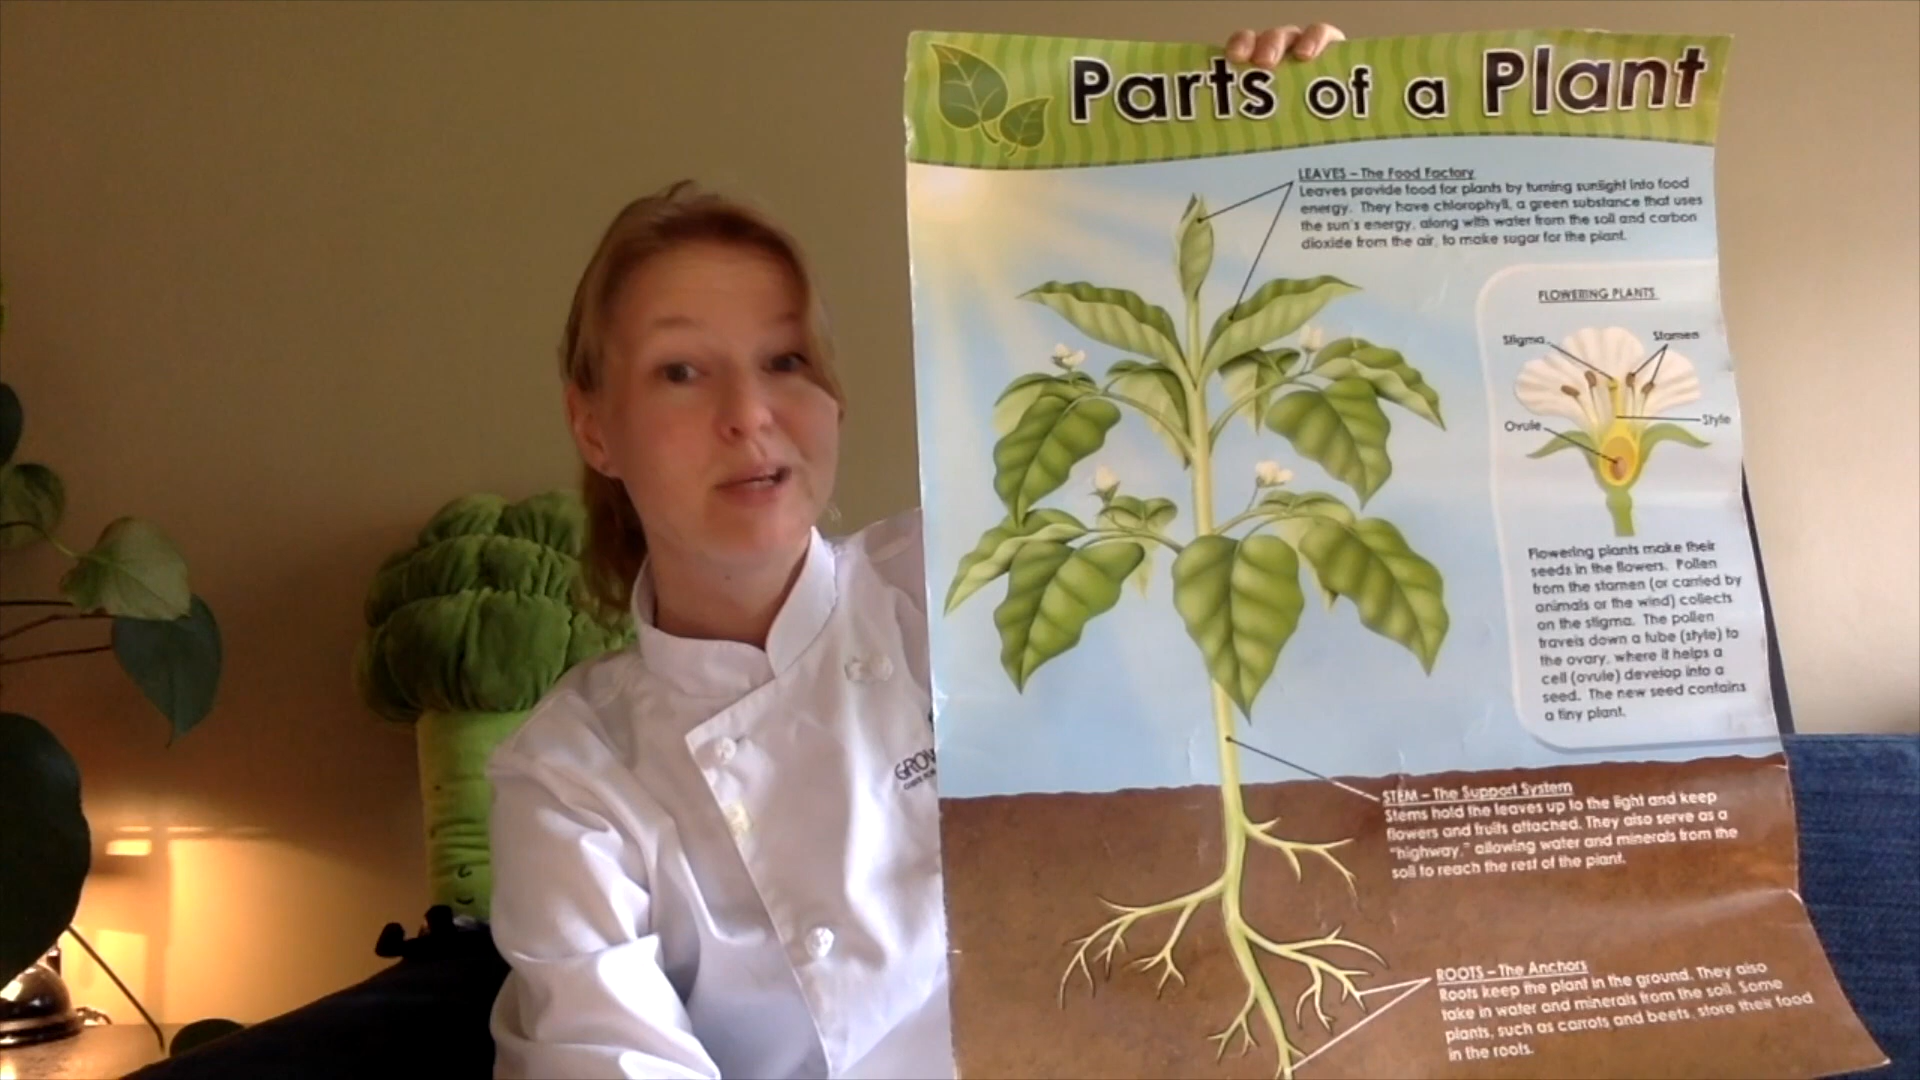 Parts of a Plant
LEAVES – The Food Factory
Leaves provide food for plants by turning sunlight into food
energy. They have chlorophyll, a green substance that uses
the sun's energy, along with water from the soil and carbon
dioxide from the air, to make sugar for the plant.
FLOWERING PLANTS
Stigma
Stamen
Style
Ovule
Flowering plants make their
seeds in the flowers. Pollen
from the stamen (or carried by
animals or the wind) collects
on the stigma. The pollen
travels down a tube (style) to
the ovary, where it helps a
cell (ovule) develop into a
seed. The new seed contains
a tiny plant.
STEM – The Support System
Stems hold the leaves up to the light and keep
flowers and fruits attached. They also serve as a
"highway," allowing water and minerals from the
soil to reach the rest of the plant.
ROOTS – The Anchors
Roots keep the plant in the ground. They also
take in water and minerals from the soil. Some
plants, such as carrots and beets, store their food
in the roots.